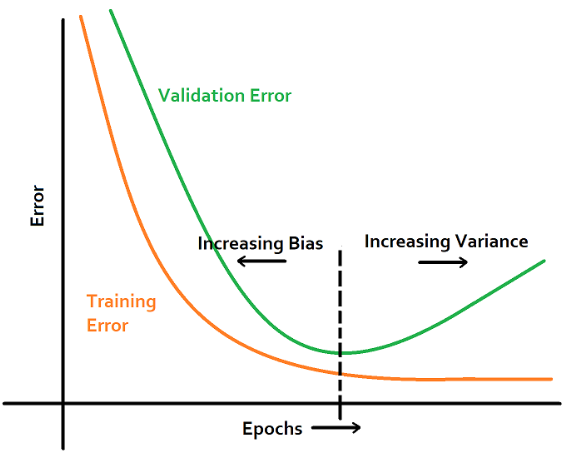 Validation Error
Error
Increasing Bias
Increasing Variance
Training
Error
Epochs